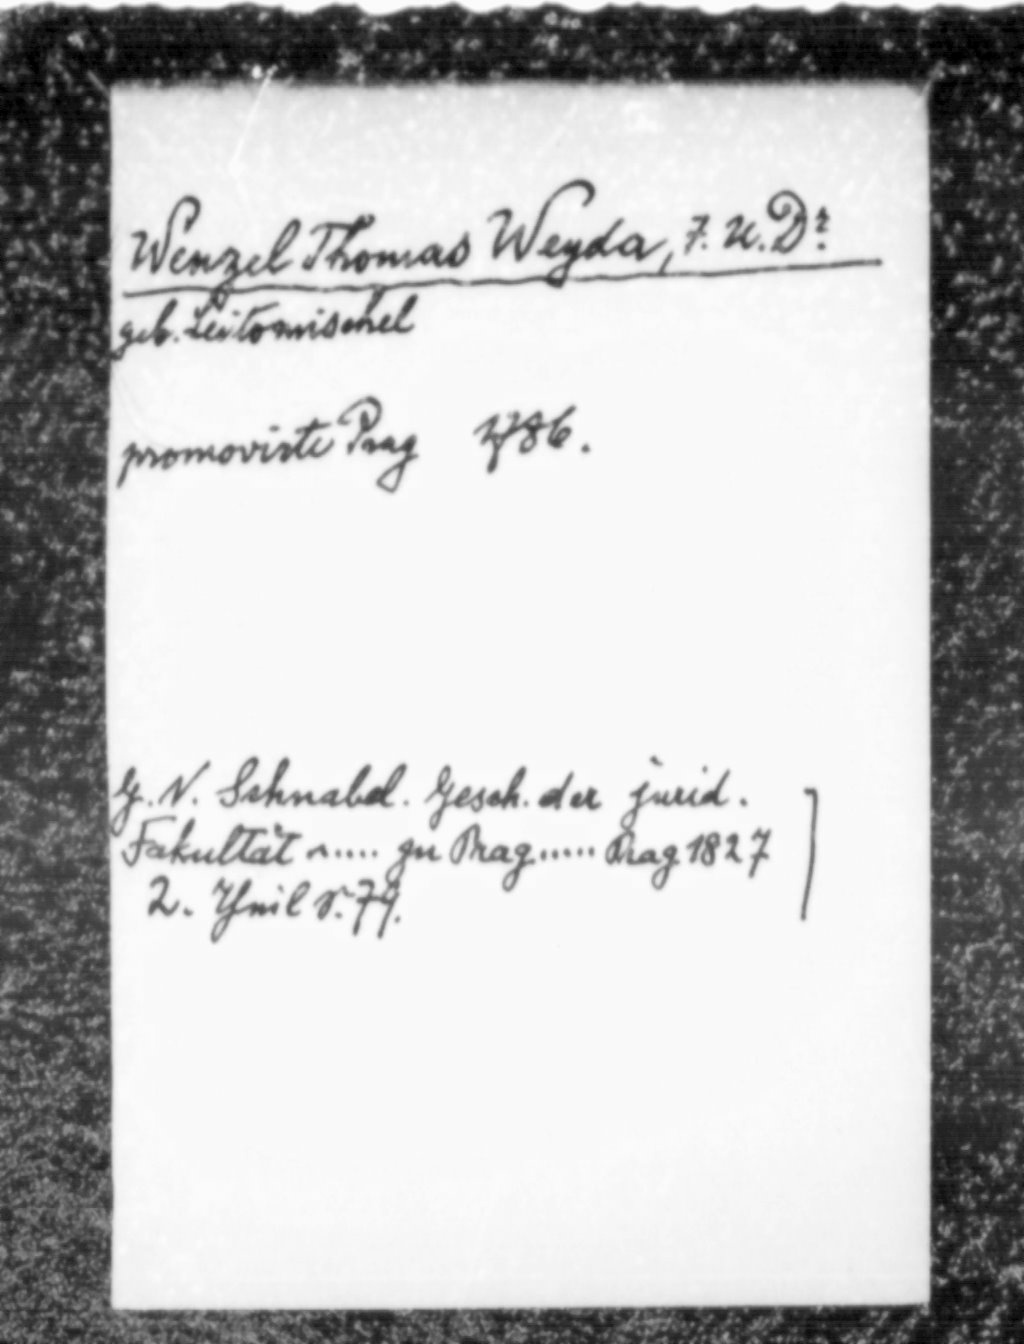 Wenzel Thomas Weyda, J. U. Dr.
geb. Leitomischel
promovirte Prag 1786.
G. N. Schnabel. Gesch. der jurid.
Fakultät ..... zu Prag..... Prag 1827
2. Theil S. 79.